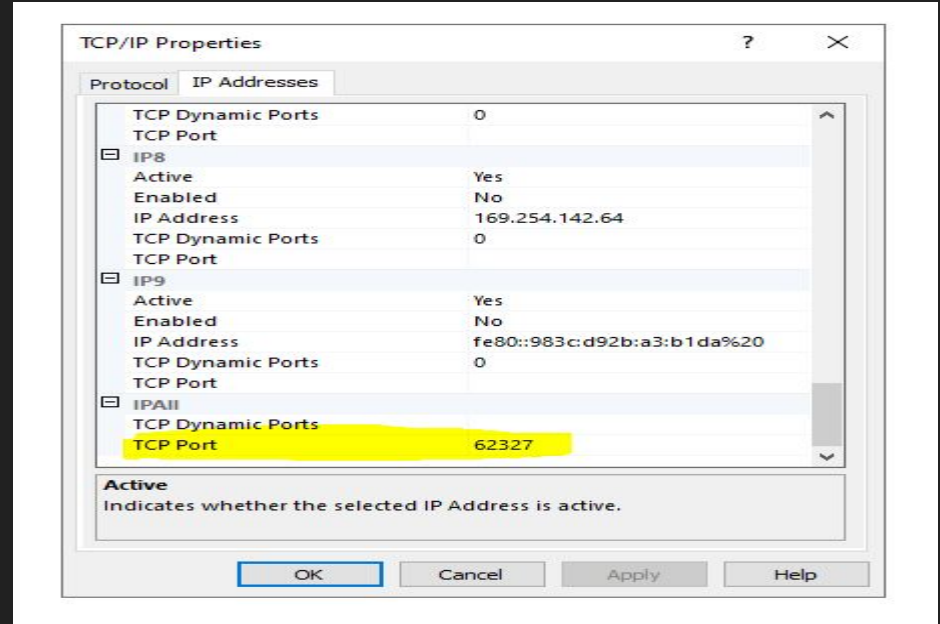 TCP/IP Properties ? ×
Protocol IP Addresses
TCP Dynamic Ports 0
TCP Port
IP8
Active Yes
Enabled No
IP Address 169.254.142.64
TCP Dynamic Ports 0
TCP Port
IP9
Active Yes
Enabled No
IP Address fe80::983c:d92b:a3:b1da%20
TCP Dynamic Ports 0
TCP Port
IPAll
TCP Dynamic Ports
TCP Port 62327
Active
Indicates whether the selected IP Address is active.
OK Cancel Apply Help